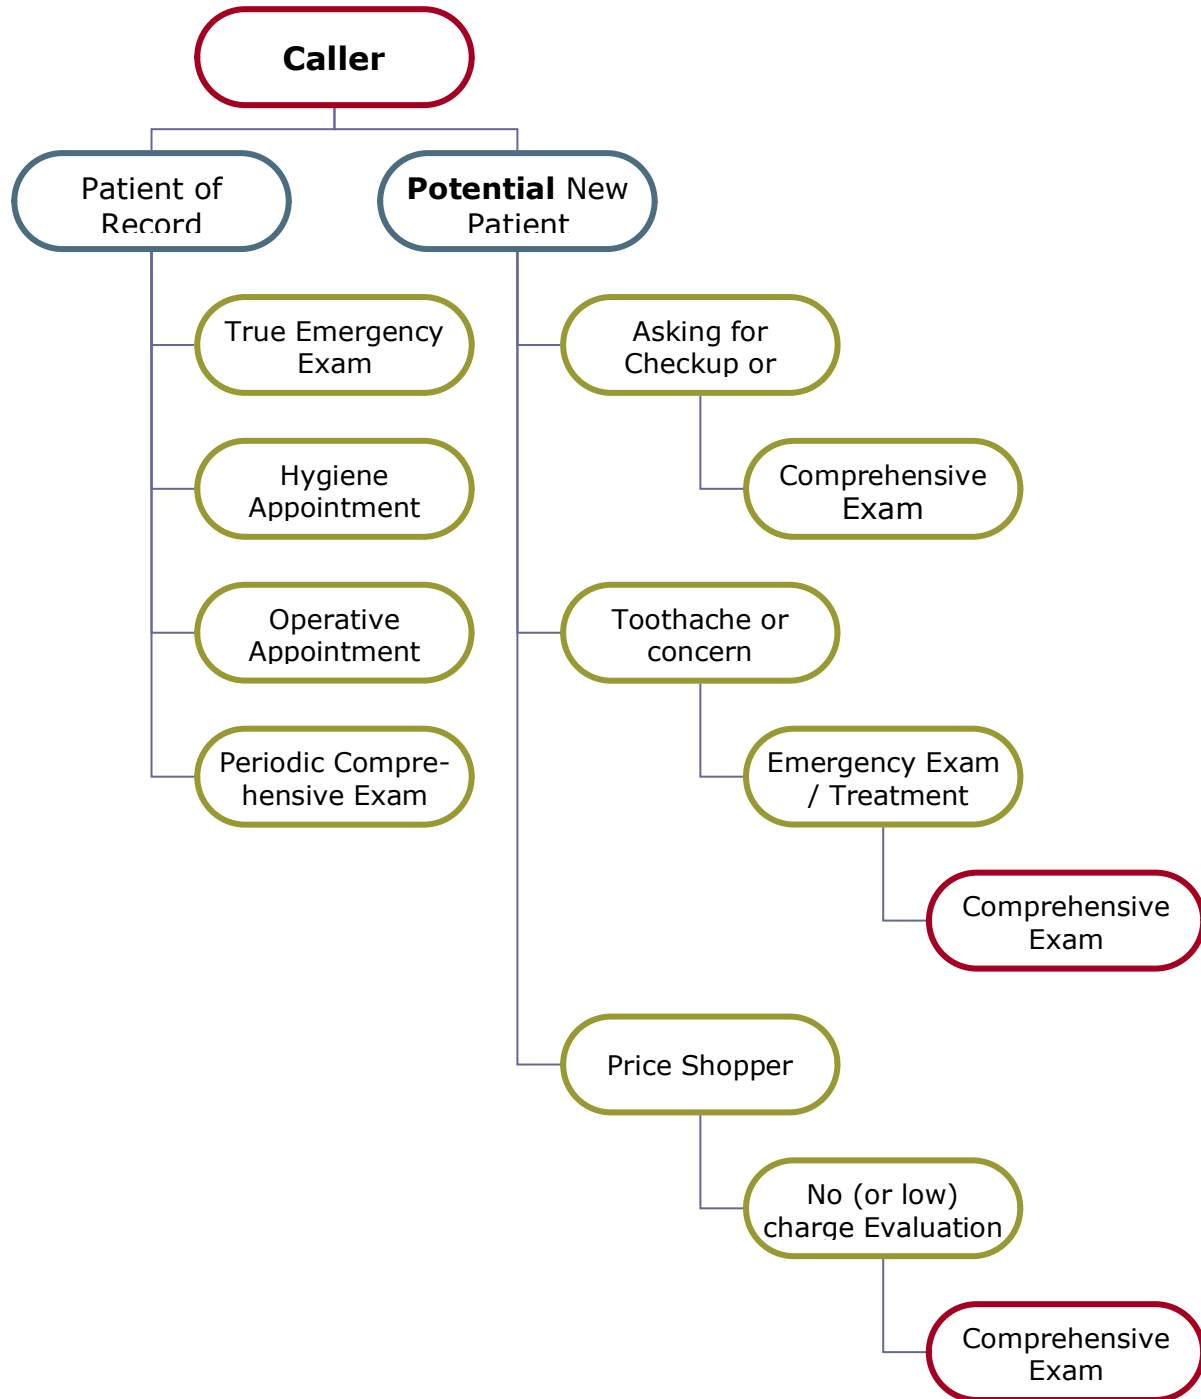 Caller
Patient of
Record
Potential New
Patient
True Emergency
Exam
Asking for
Checkup or
Hygiene
Appointment
Comprehensive
Exam
Operative
Appointment
Toothache or
concern
Periodic Compre-
hensive Exam
Emergency Exam
/ Treatment
Comprehensive
Exam
Price Shopper
No (or low)
charge Evaluation
Comprehensive
Exam